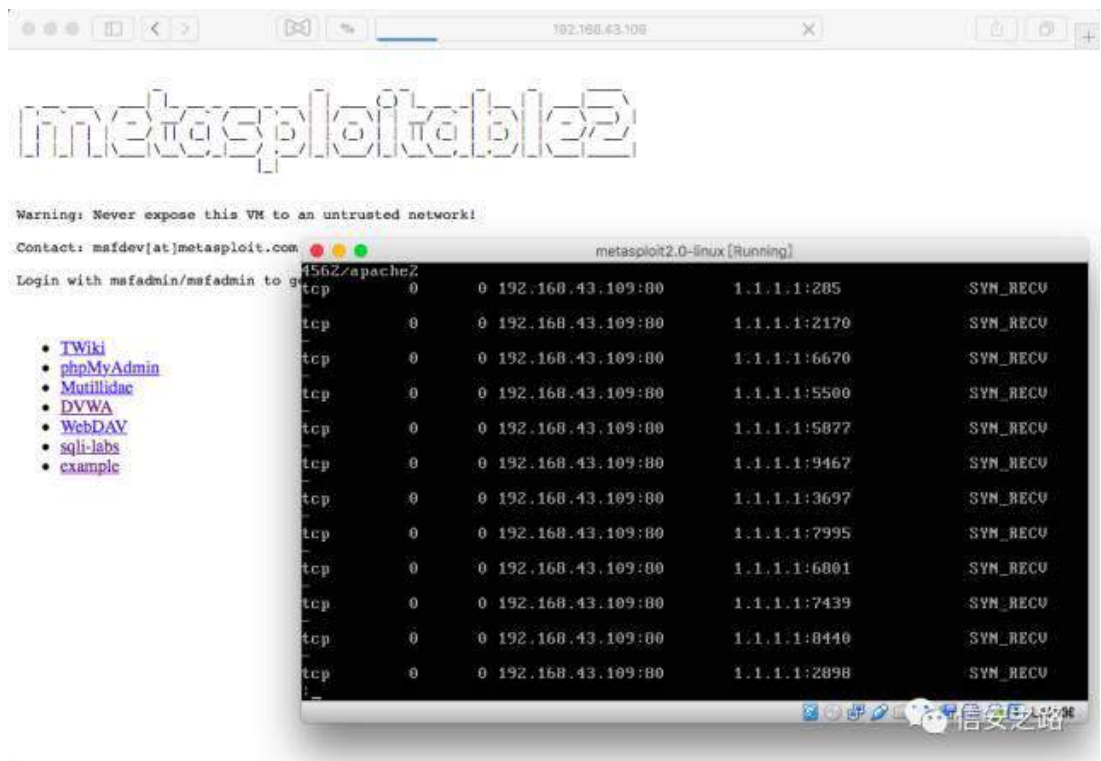 192.168.43.109
metasploitable2
Warning: Never expose this VM to an untrusted network!
Contact: msfdev[at]metasploit.com
Login with msfadmin/msfadmin to
TWiki
phpMyAdmin
Mutillidae
DVWA
WebDAV
sqli-labs
example
metasploit2.0-linux [Running]
4562/apache2
tcp 0 0 192.168.43.109:80 1.1.1.1:285 SYN_RECV
-
tcp 0 0 192.168.43.109:80 1.1.1.1:2170 SYN_RECV
-
tcp 0 0 192.168.43.109:80 1.1.1.1:6670 SYN_RECV
-
tcp 0 0 192.168.43.109:80 1.1.1.1:5500 SYN_RECV
-
tcp 0 0 192.168.43.109:80 1.1.1.1:5877 SYN_RECV
-
tcp 0 0 192.168.43.109:80 1.1.1.1:9467 SYN_RECV
-
tcp 0 0 192.168.43.109:80 1.1.1.1:3697 SYN_RECV
-
tcp 0 0 192.168.43.109:80 1.1.1.1:7995 SYN_RECV
-
tcp 0 0 192.168.43.109:80 1.1.1.1:6801 SYN_RECV
-
tcp 0 0 192.168.43.109:80 1.1.1.1:7439 SYN_RECV
-
tcp 0 0 192.168.43.109:80 1.1.1.1:8440 SYN_RECV
-
tcp 0 0 192.168.43.109:80 1.1.1.1:2898 SYN_RECV
:
信安之路